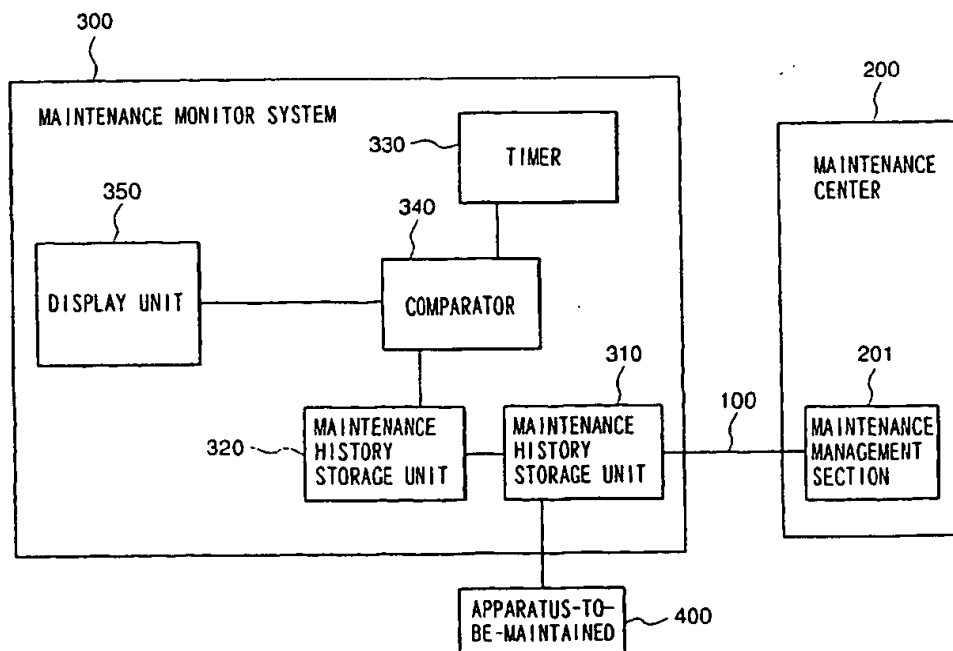 300
MAINTENANCE MONITOR SYSTEM
330
TIMER
200
MAINTENANCE
CENTER
350
DISPLAY UNIT
340
COMPARATOR
310
MAINTENANCE
HISTORY
STORAGE UNIT
320
MAINTENANCE
HISTORY
STORAGE UNIT
100
201
MAINTENANCE
MANAGEMENT
SECTION
APPARATUS-TO-
BE-MAINTAINED
400